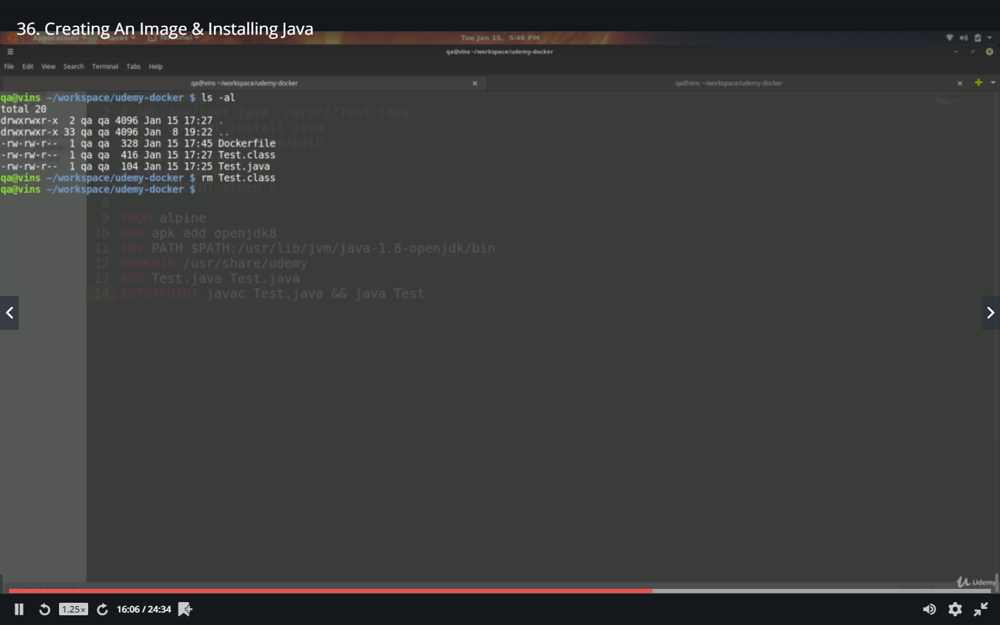 36. Creating An Image & Installing Java
Applications Places Terminal
Tue Jan 15, 5:46 PM
qa@vins ~/workspace/udemy-docker
File Edit View Search Terminal Tabs Help
qa@vins ~/workspace/udemy-docker
qa@vins ~/workspace/udemy-docker
qa@vins ~/workspace/udemy-docker $ ls -al
total 20
drwxrwxr-x 2 qa qa 4096 Jan 15 17:27 .
drwxrwxr-x 33 qa qa 4096 Jan 8 19:22 ..
-rw-rw-r-- 1 qa qa 328 Jan 15 17:45 Dockerfile
-rw-rw-r-- 1 qa qa 416 Jan 15 17:27 Test.class
-rw-rw-r-- 1 qa qa 104 Jan 15 17:25 Test.java
qa@vins ~/workspace/udemy-docker $ rm Test.class
qa@vins ~/workspace/udemy-docker $
2 # ADD /my/Test.java /a/b/c/Test.java
install java
/path
sleep 5
8
9 FROM alpine
10 RUN apk add openjdk8
11 ENV PATH $PATH:/usr/lib/jvm/java-1.8-openjdk/bin
12 WORKDIR /usr/share/udemy
13 ADD Test.java Test.java
14 ENTRYPOINT javac Test.java && java Test
Udemy
1.25×
16:06 / 24:34